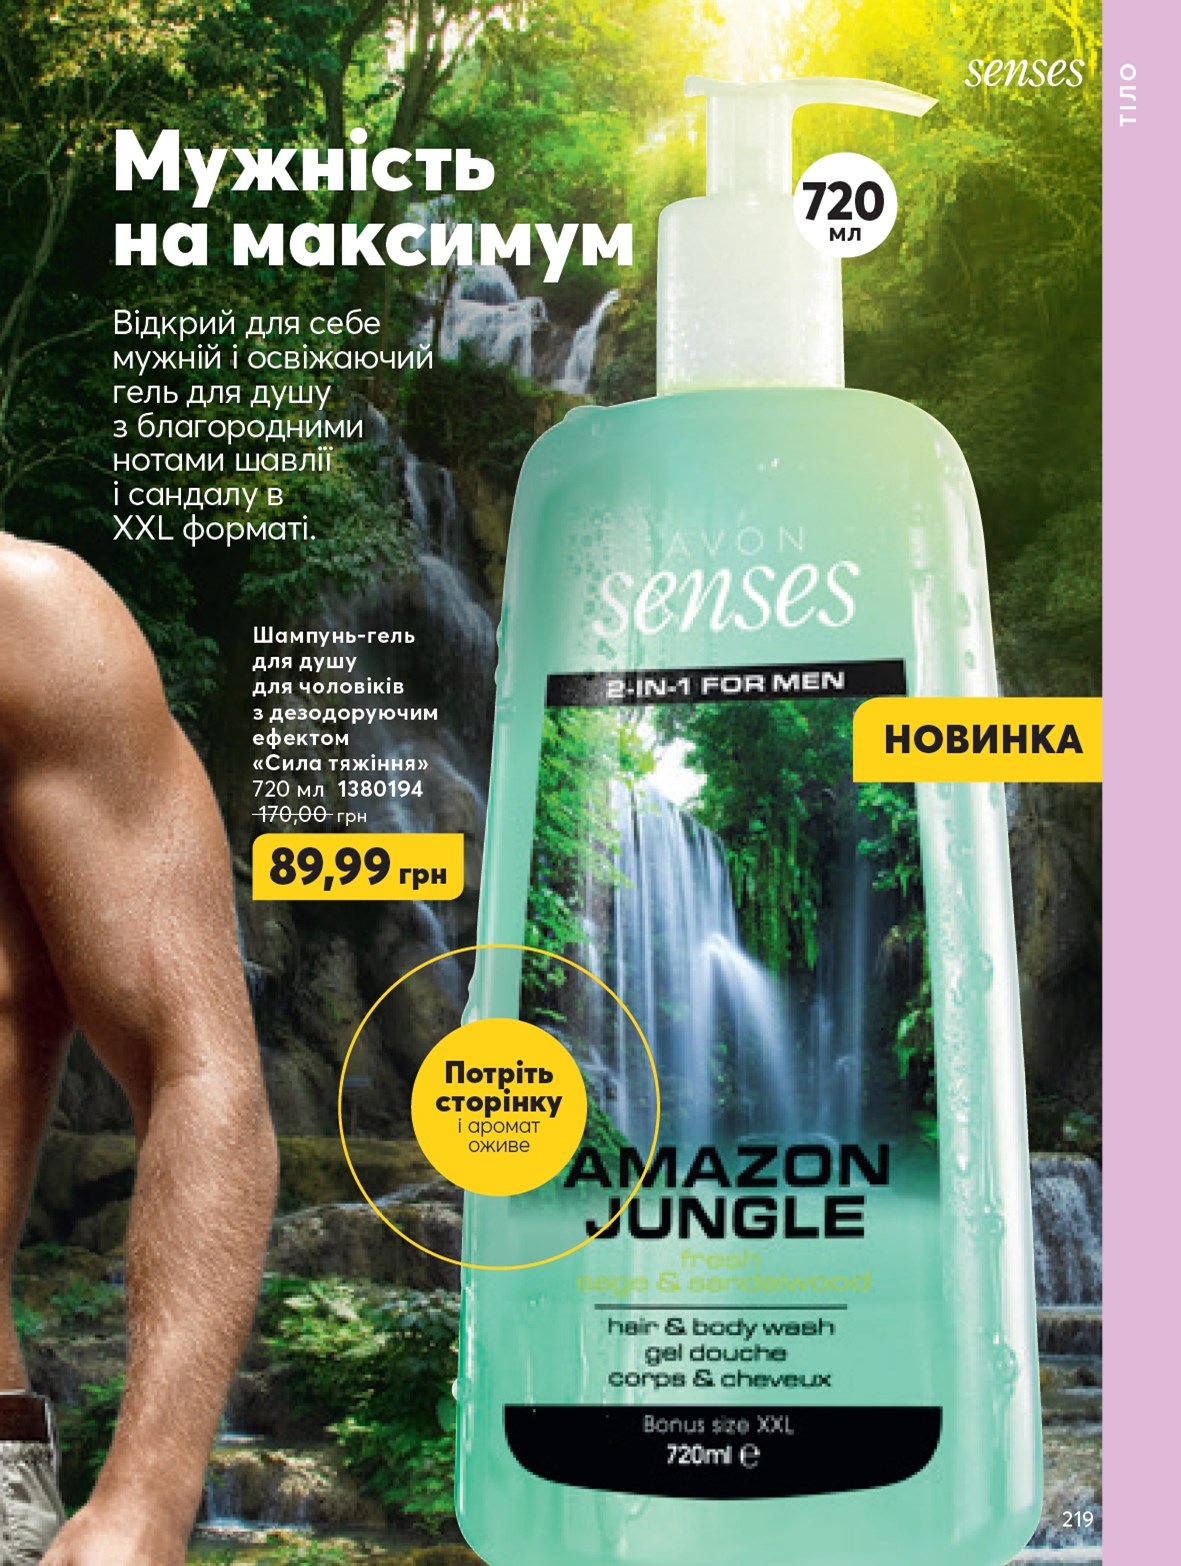 senses
ТІЛО
Мужність
на максимум
720
мл
Відкрий для себе
мужній і освіжаючий
гель для душу
з благородними
нотами шавлії
і сандалу в
XXL форматі.
AVON
senses
2-IN-1 FOR MEN
Шампунь-гель
для душу
для чоловіків
з дезодоруючим
ефектом
«Сила тяжіння»
720 мл 1380194
170,00 грн
89,99 грн
НОВИНКА
Потріть
сторінку
і аромат
оживе
AMAZON
JUNGLE
fresh
sage & sandalwood
hair & body wash
gel douche
corps & cheveux
Bonus size XXL
720ml e
219